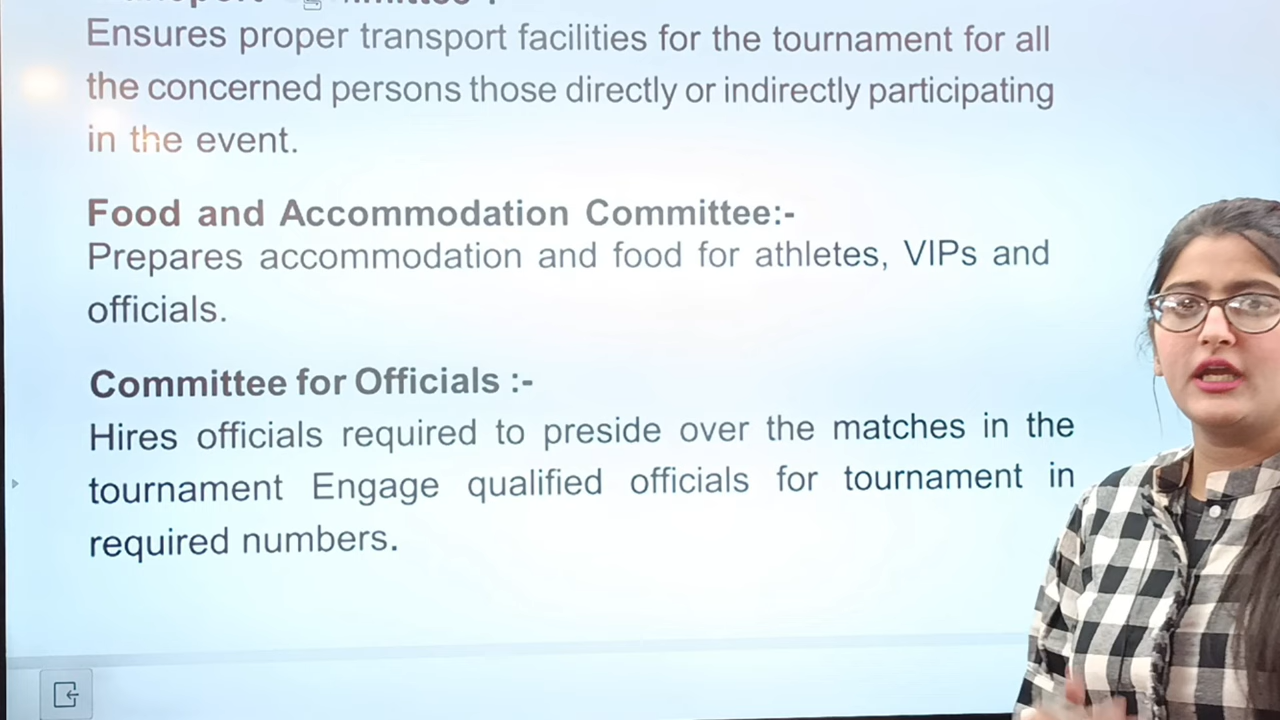 Ensures proper transport facilities for the tournament for all
the concerned persons those directly or indirectly participating
in the event.
Food and Accommodation Committee:-
Prepares accommodation and food for athletes, VIPs and
officials.
Committee for Officials :-
Hires officials required to preside over the matches in the
tournament Engage qualified officials for tournament in
required numbers.